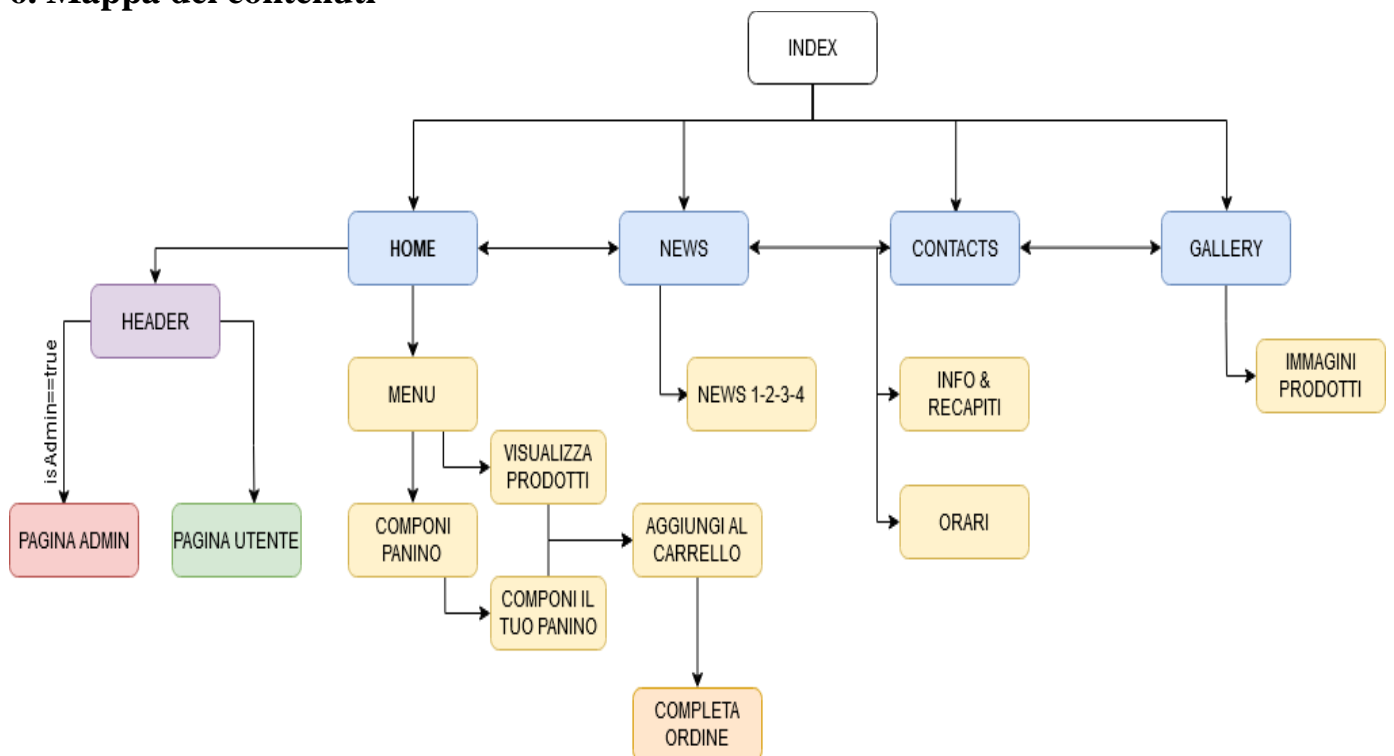 6. Mappa dei contenuti
INDEX
HOME
NEWS
CONTACTS
GALLERY
HEADER
isAdmin==true
MENU
NEWS 1-2-3-4
INFO &
RECAPITI
IMMAGINI
PRODOTTI
VISUALIZZA
PRODOTTI
PAGINA ADMIN
PAGINA UTENTE
COMPONI
PANINO
AGGIUNGI AL
CARRELLO
ORARI
COMPONI IL
TUO PANINO
COMPLETA
ORDINE